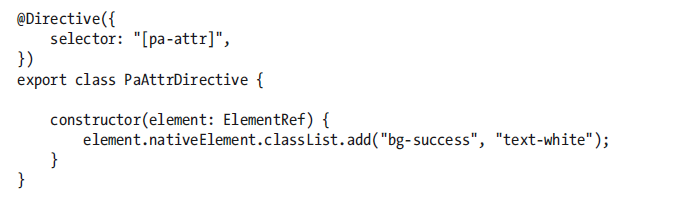 @Directive({
    selector: "[pa-attr]",
})
export class PaAttrDirective {

    constructor(element: ElementRef) {
        element.nativeElement.classList.add("bg-success", "text-white");
    }
}